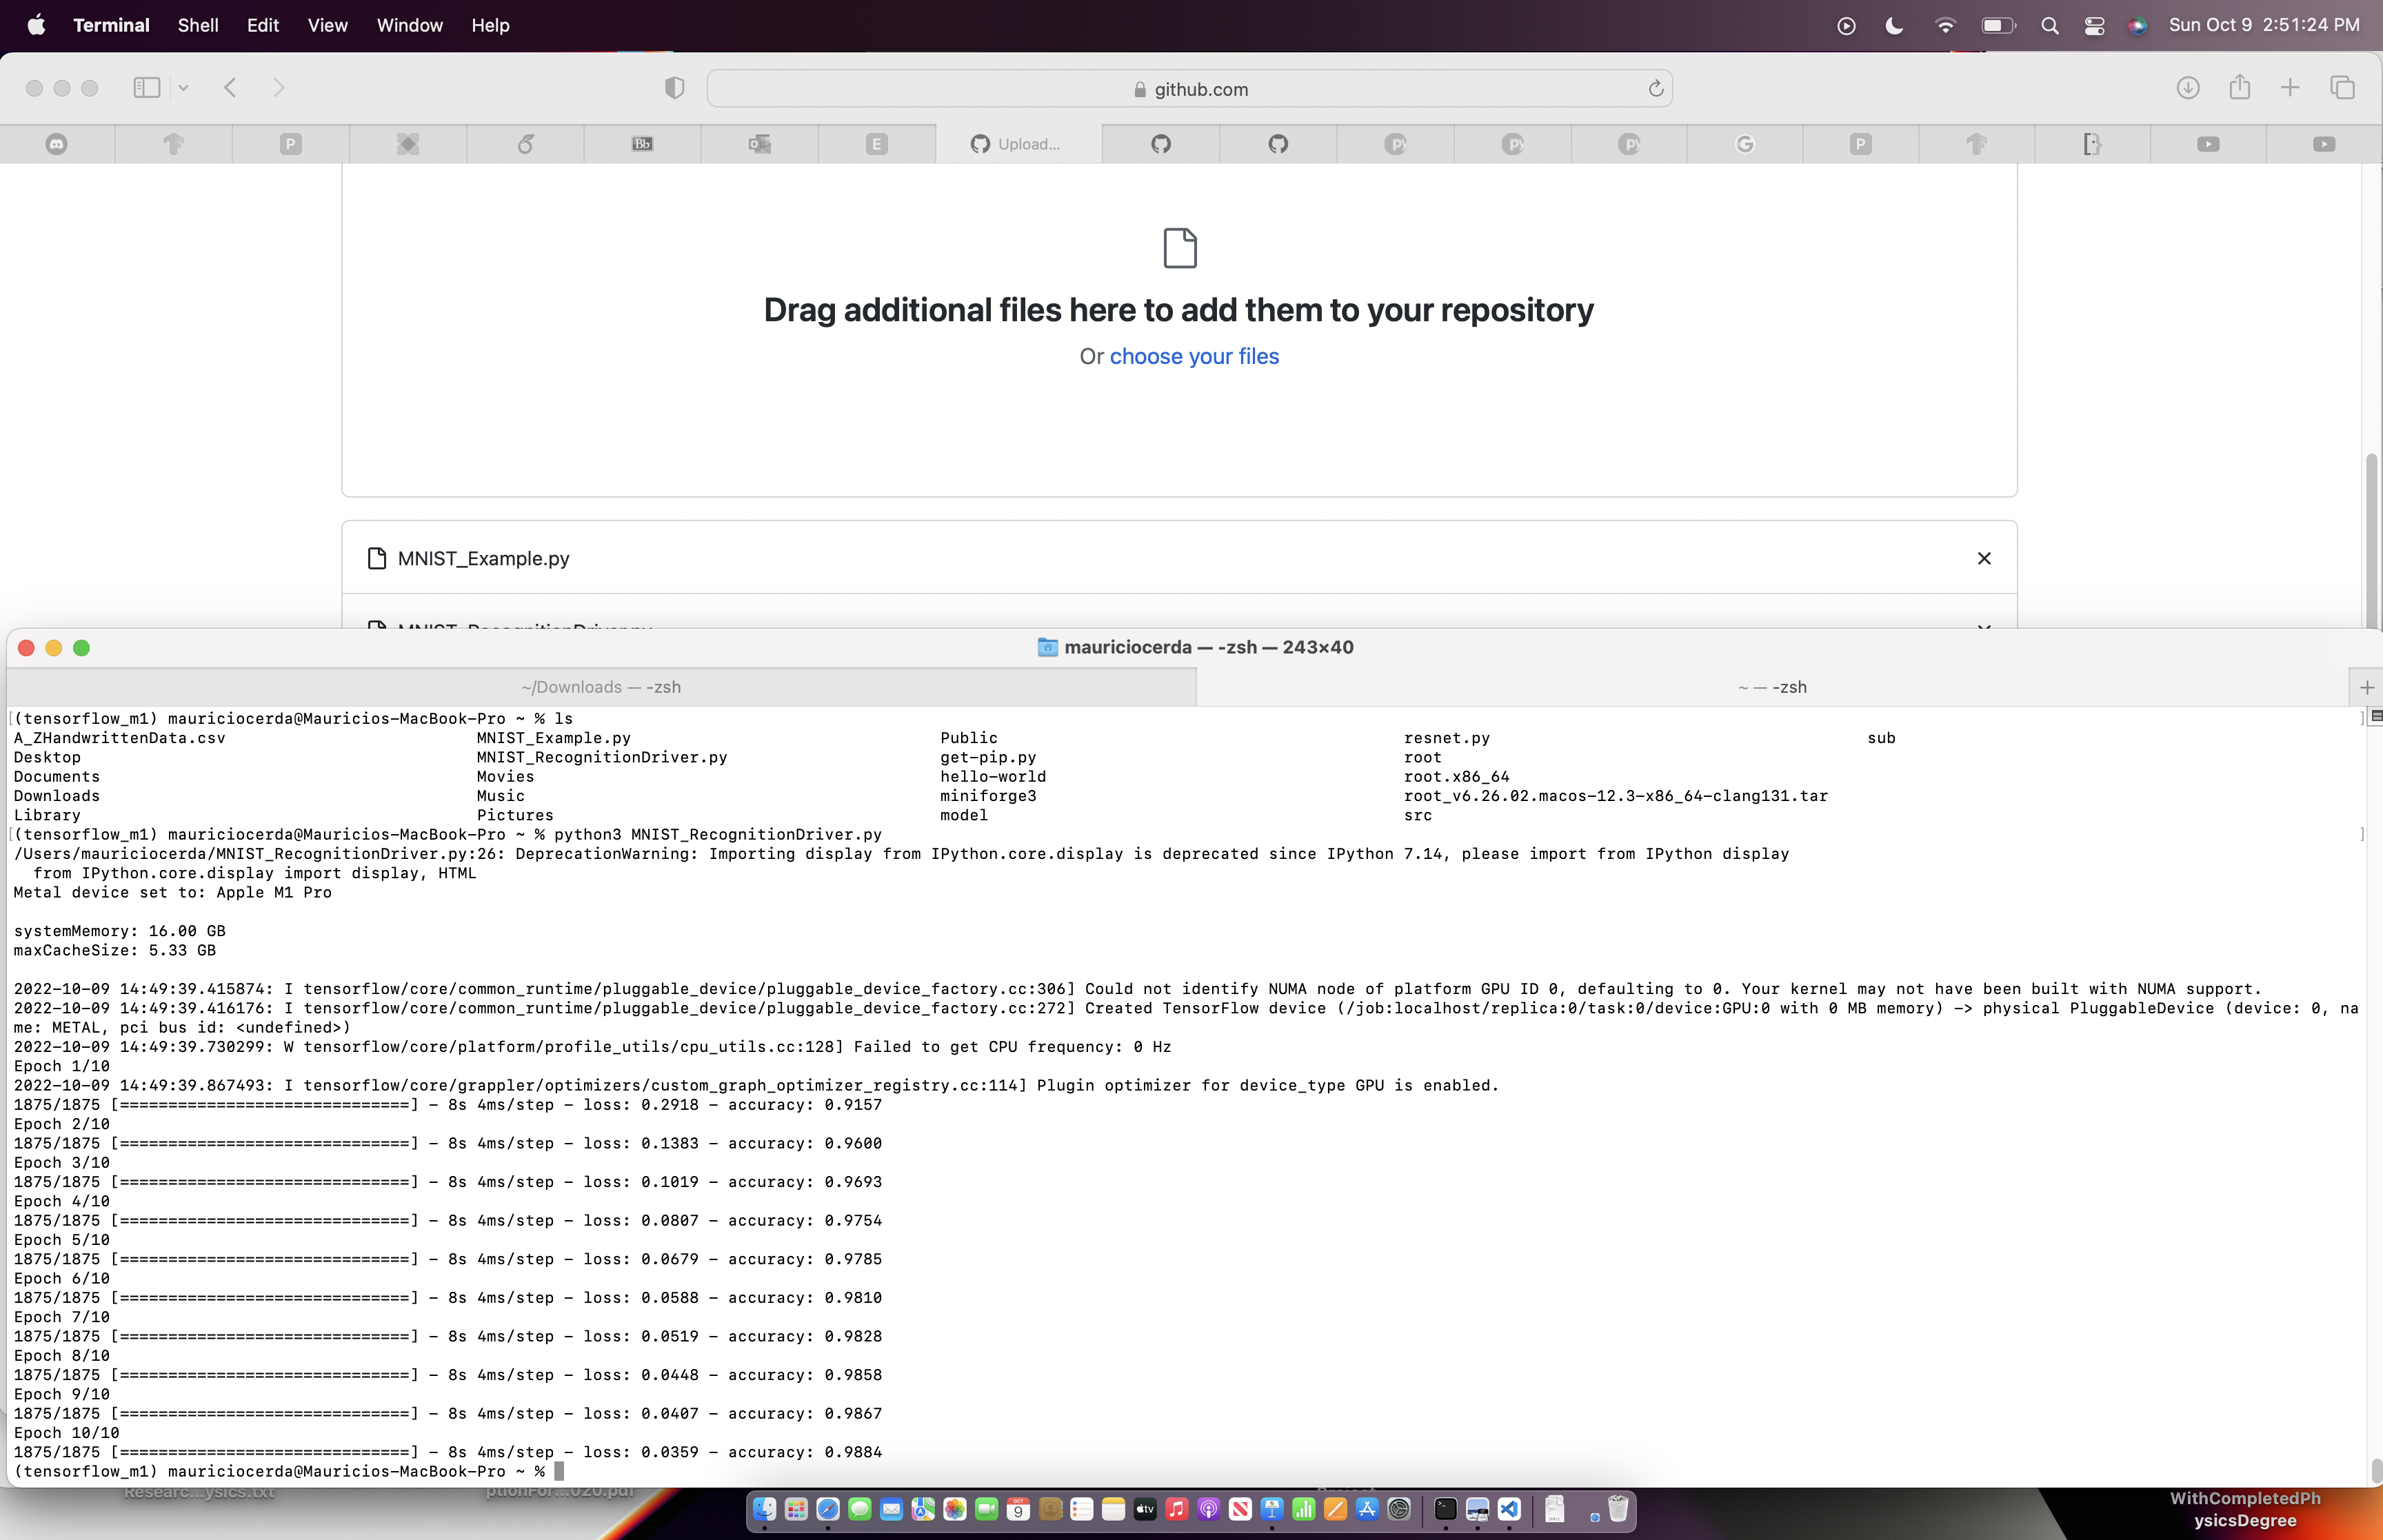 Terminal Shell Edit View Window Help Sun Oct 9 2:51:24 PM
github.com
P Bb E Upload... py py py G P
Drag additional files here to add them to your repository
Or choose your files
MNIST_Example.py
MNIST_RecognitionDriver.py
mauriciocerda — -zsh — 243×40
~/Downloads — -zsh ~ — -zsh
(tensorflow_m1) mauriciocerda@Mauricios-MacBook-Pro ~ % ls
A_ZHandwrittenData.csv MNIST_Example.py Public resnet.py sub
Desktop MNIST_RecognitionDriver.py get-pip.py root
Documents Movies hello-world root.x86_64
Downloads Music miniforge3 root_v6.26.02.macos-12.3-x86_64-clang131.tar
Library Pictures model src
(tensorflow_m1) mauriciocerda@Mauricios-MacBook-Pro ~ % python3 MNIST_RecognitionDriver.py
/Users/mauriciocerda/MNIST_RecognitionDriver.py:26: DeprecationWarning: Importing display from IPython.core.display is deprecated since IPython 7.14, please import from IPython display
from IPython.core.display import display, HTML
Metal device set to: Apple M1 Pro
systemMemory: 16.00 GB
maxCacheSize: 5.33 GB
2022-10-09 14:49:39.415874: I tensorflow/core/common_runtime/pluggable_device/pluggable_device_factory.cc:306] Could not identify NUMA node of platform GPU ID 0, defaulting to 0. Your kernel may not have been built with NUMA support.
2022-10-09 14:49:39.416176: I tensorflow/core/common_runtime/pluggable_device/pluggable_device_factory.cc:272] Created TensorFlow device (/job:localhost/replica:0/task:0/device:GPU:0 with 0 MB memory) -> physical PluggableDevice (device: 0, na
me: METAL, pci bus id: <undefined>)
2022-10-09 14:49:39.730299: W tensorflow/core/platform/profile_utils/cpu_utils.cc:128] Failed to get CPU frequency: 0 Hz
Epoch 1/10
2022-10-09 14:49:39.867493: I tensorflow/core/grappler/optimizers/custom_graph_optimizer_registry.cc:114] Plugin optimizer for device_type GPU is enabled.
1875/1875 [==============================] - 8s 4ms/step - loss: 0.2918 - accuracy: 0.9157
Epoch 2/10
1875/1875 [==============================] - 8s 4ms/step - loss: 0.1383 - accuracy: 0.9600
Epoch 3/10
1875/1875 [==============================] - 8s 4ms/step - loss: 0.1019 - accuracy: 0.9693
Epoch 4/10
1875/1875 [==============================] - 8s 4ms/step - loss: 0.0807 - accuracy: 0.9754
Epoch 5/10
1875/1875 [==============================] - 8s 4ms/step - loss: 0.0679 - accuracy: 0.9785
Epoch 6/10
1875/1875 [==============================] - 8s 4ms/step - loss: 0.0588 - accuracy: 0.9810
Epoch 7/10
1875/1875 [==============================] - 8s 4ms/step - loss: 0.0519 - accuracy: 0.9828
Epoch 8/10
1875/1875 [==============================] - 8s 4ms/step - loss: 0.0448 - accuracy: 0.9858
Epoch 9/10
1875/1875 [==============================] - 8s 4ms/step - loss: 0.0407 - accuracy: 0.9867
Epoch 10/10
1875/1875 [==============================] - 8s 4ms/step - loss: 0.0359 - accuracy: 0.9884
(tensorflow_m1) mauriciocerda@Mauricios-MacBook-Pro ~ %
Researc...ysics.txt ptionFor...020.pdf Project
OCT
9
tv
WithCompletedPh
ysicsDegree